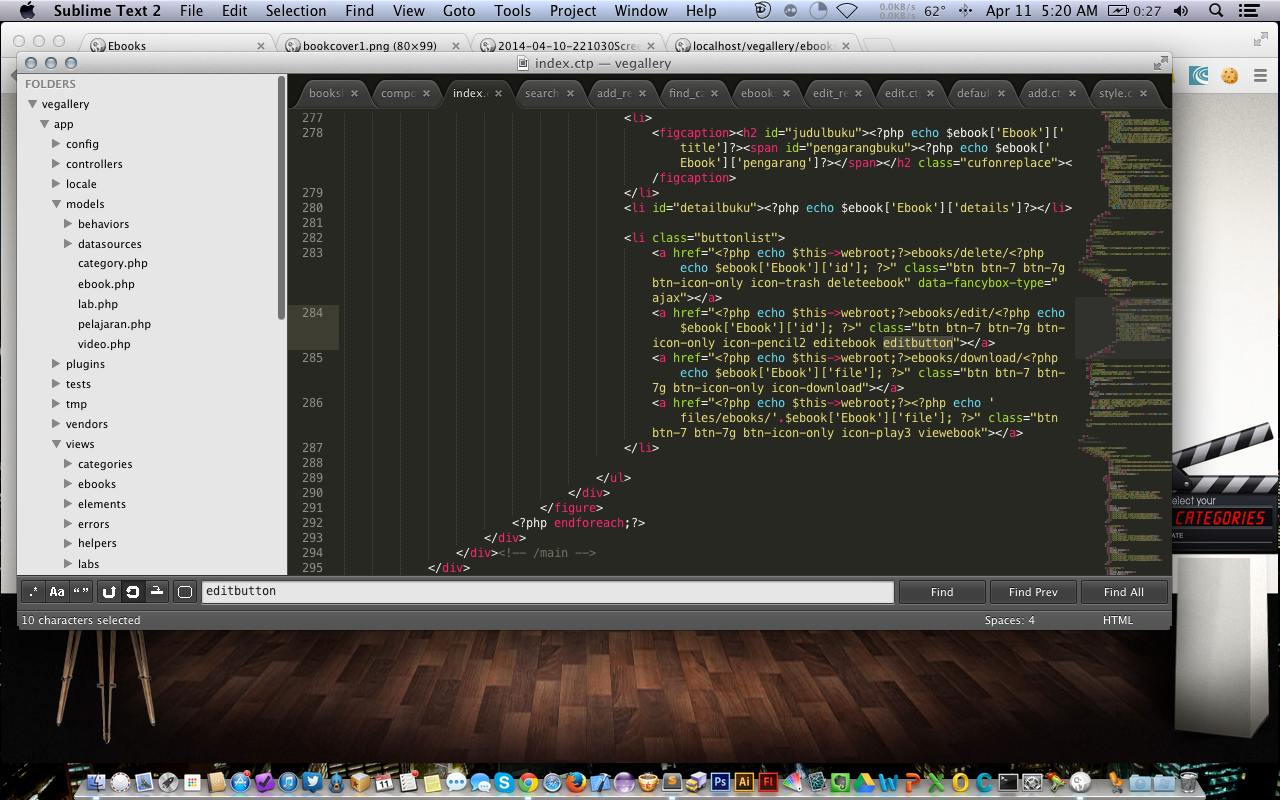 Sublime Text 2 File Edit Selection Find View Goto Tools Project Window Help 0.0KB/s 0.0KB/s 62° Apr 11 5:20 AM 0:27
Ebooks bookcover1.png (80×99) 2014-04-10-221030Scree localhost/vegallery/ebook
index.ctp — vegallery
FOLDERS
vegallery
app
config
controllers
locale
models
behaviors
datasources
category.php
ebook.php
lab.php
pelajaran.php
video.php
plugins
tests
tmp
vendors
views
categories
ebooks
elements
errors
helpers
labs
books compo index. search add_re find_ca ebooks edit_re edit.ct defaul add.ct style.c
277 <li>
278 <figcaption><h2 id="judulbuku"><?php echo $ebook['Ebook']['
title']?><span id="pengarangbuku"><?php echo $ebook['
Ebook']['pengarang']?></span></h2 class="cufonreplace"><
/figcaption>
279 </li>
280 <li id="detailbuku"><?php echo $ebook['Ebook']['details']?></li>
281
282 <li class="buttonlist">
283 <a href="<?php echo $this->webroot;?>ebooks/delete/<?php
echo $ebook['Ebook']['id']; ?>" class="btn btn-7 btn-7g
btn-icon-only icon-trash deleteebook" data-fancybox-type="
ajax"></a>
284 <a href="<?php echo $this->webroot;?>ebooks/edit/<?php echo
$ebook['Ebook']['id']; ?>" class="btn btn-7 btn-7g btn-
icon-only icon-pencil2 editebook editbutton"></a>
285 <a href="<?php echo $this->webroot;?>ebooks/download/<?php
echo $ebook['Ebook']['file']; ?>" class="btn btn-7 btn-
7g btn-icon-only icon-download"></a>
286 <a href="<?php echo $this->webroot;?><?php echo '
files/ebooks/'.$ebook['Ebook']['file']; ?>" class="btn
btn-7 btn-7g btn-icon-only icon-play3 viewebook"></a>
287 </li>
288
289 </ul>
290 </div>
291 </figure>
292 <?php endforeach;?>
293 </div>
294 </div><!-- /main -->
295 </div>
elect your
CATEGORIES
ATE
.* Aa “ ” editbutton Find Find Prev Find All
10 characters selected Spaces: 4 HTML
Ps Ai Fl